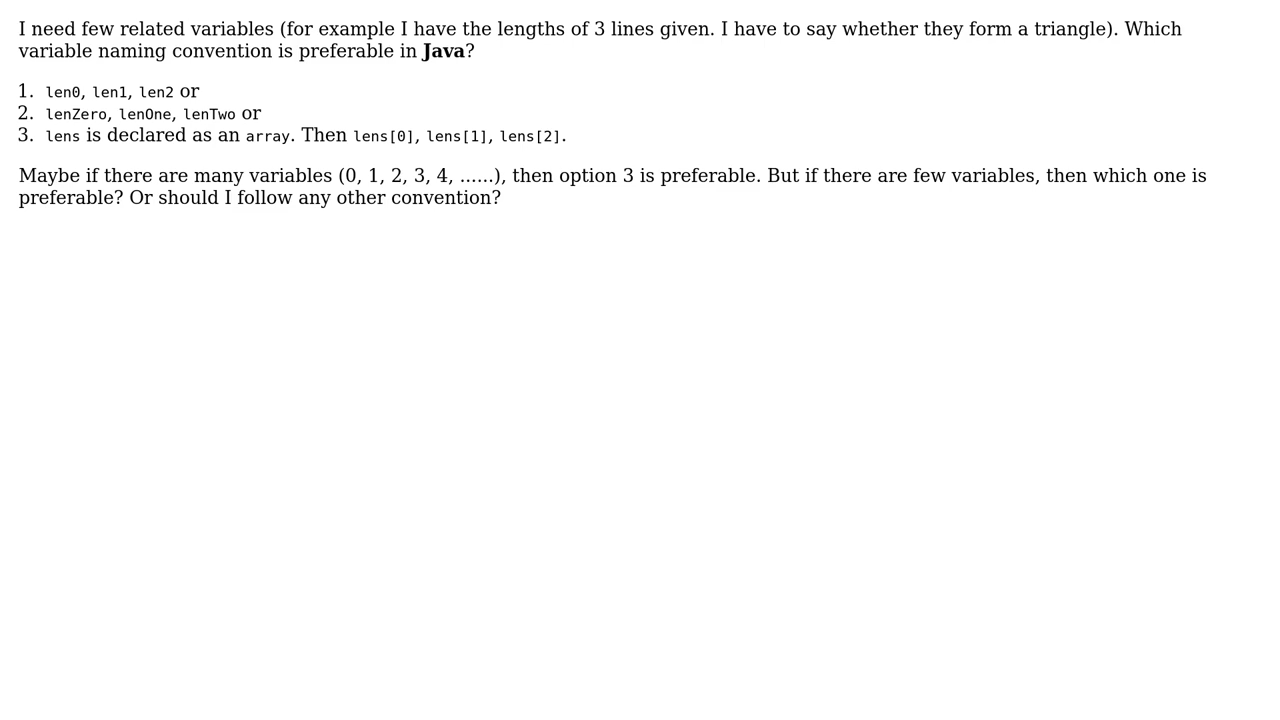 I need few related variables (for example I have the lengths of 3 lines given. I have to say whether they form a triangle). Which
variable naming convention is preferable in Java?
1. len0, len1, len2 or
2. lenZero, lenOne, lenTwo or
3. lens is declared as an array. Then lens[0], lens[1], lens[2].
Maybe if there are many variables (0, 1, 2, 3, 4, ......), then option 3 is preferable. But if there are few variables, then which one is
preferable? Or should I follow any other convention?